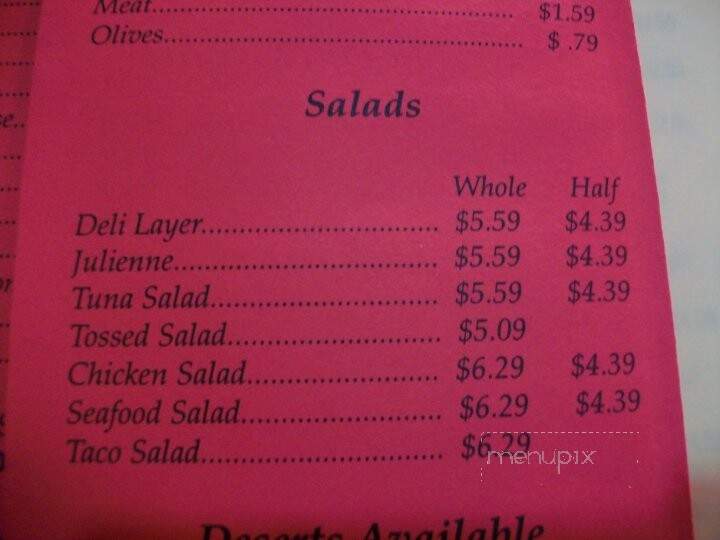 Meat.................................................... $1.59
Olives.................................................... $ .79
Salads
Whole Half
Deli Layer............................... $5.59 $4.39
Julienne................................... $5.59 $4.39
Tuna Salad.............................. $5.59 $4.39
Tossed Salad............................ $5.09
Chicken Salad......................... $6.29 $4.39
Seafood Salad.......................... $6.29 $4.39
Taco Salad............................... $6.29
menupix
Deserts Available